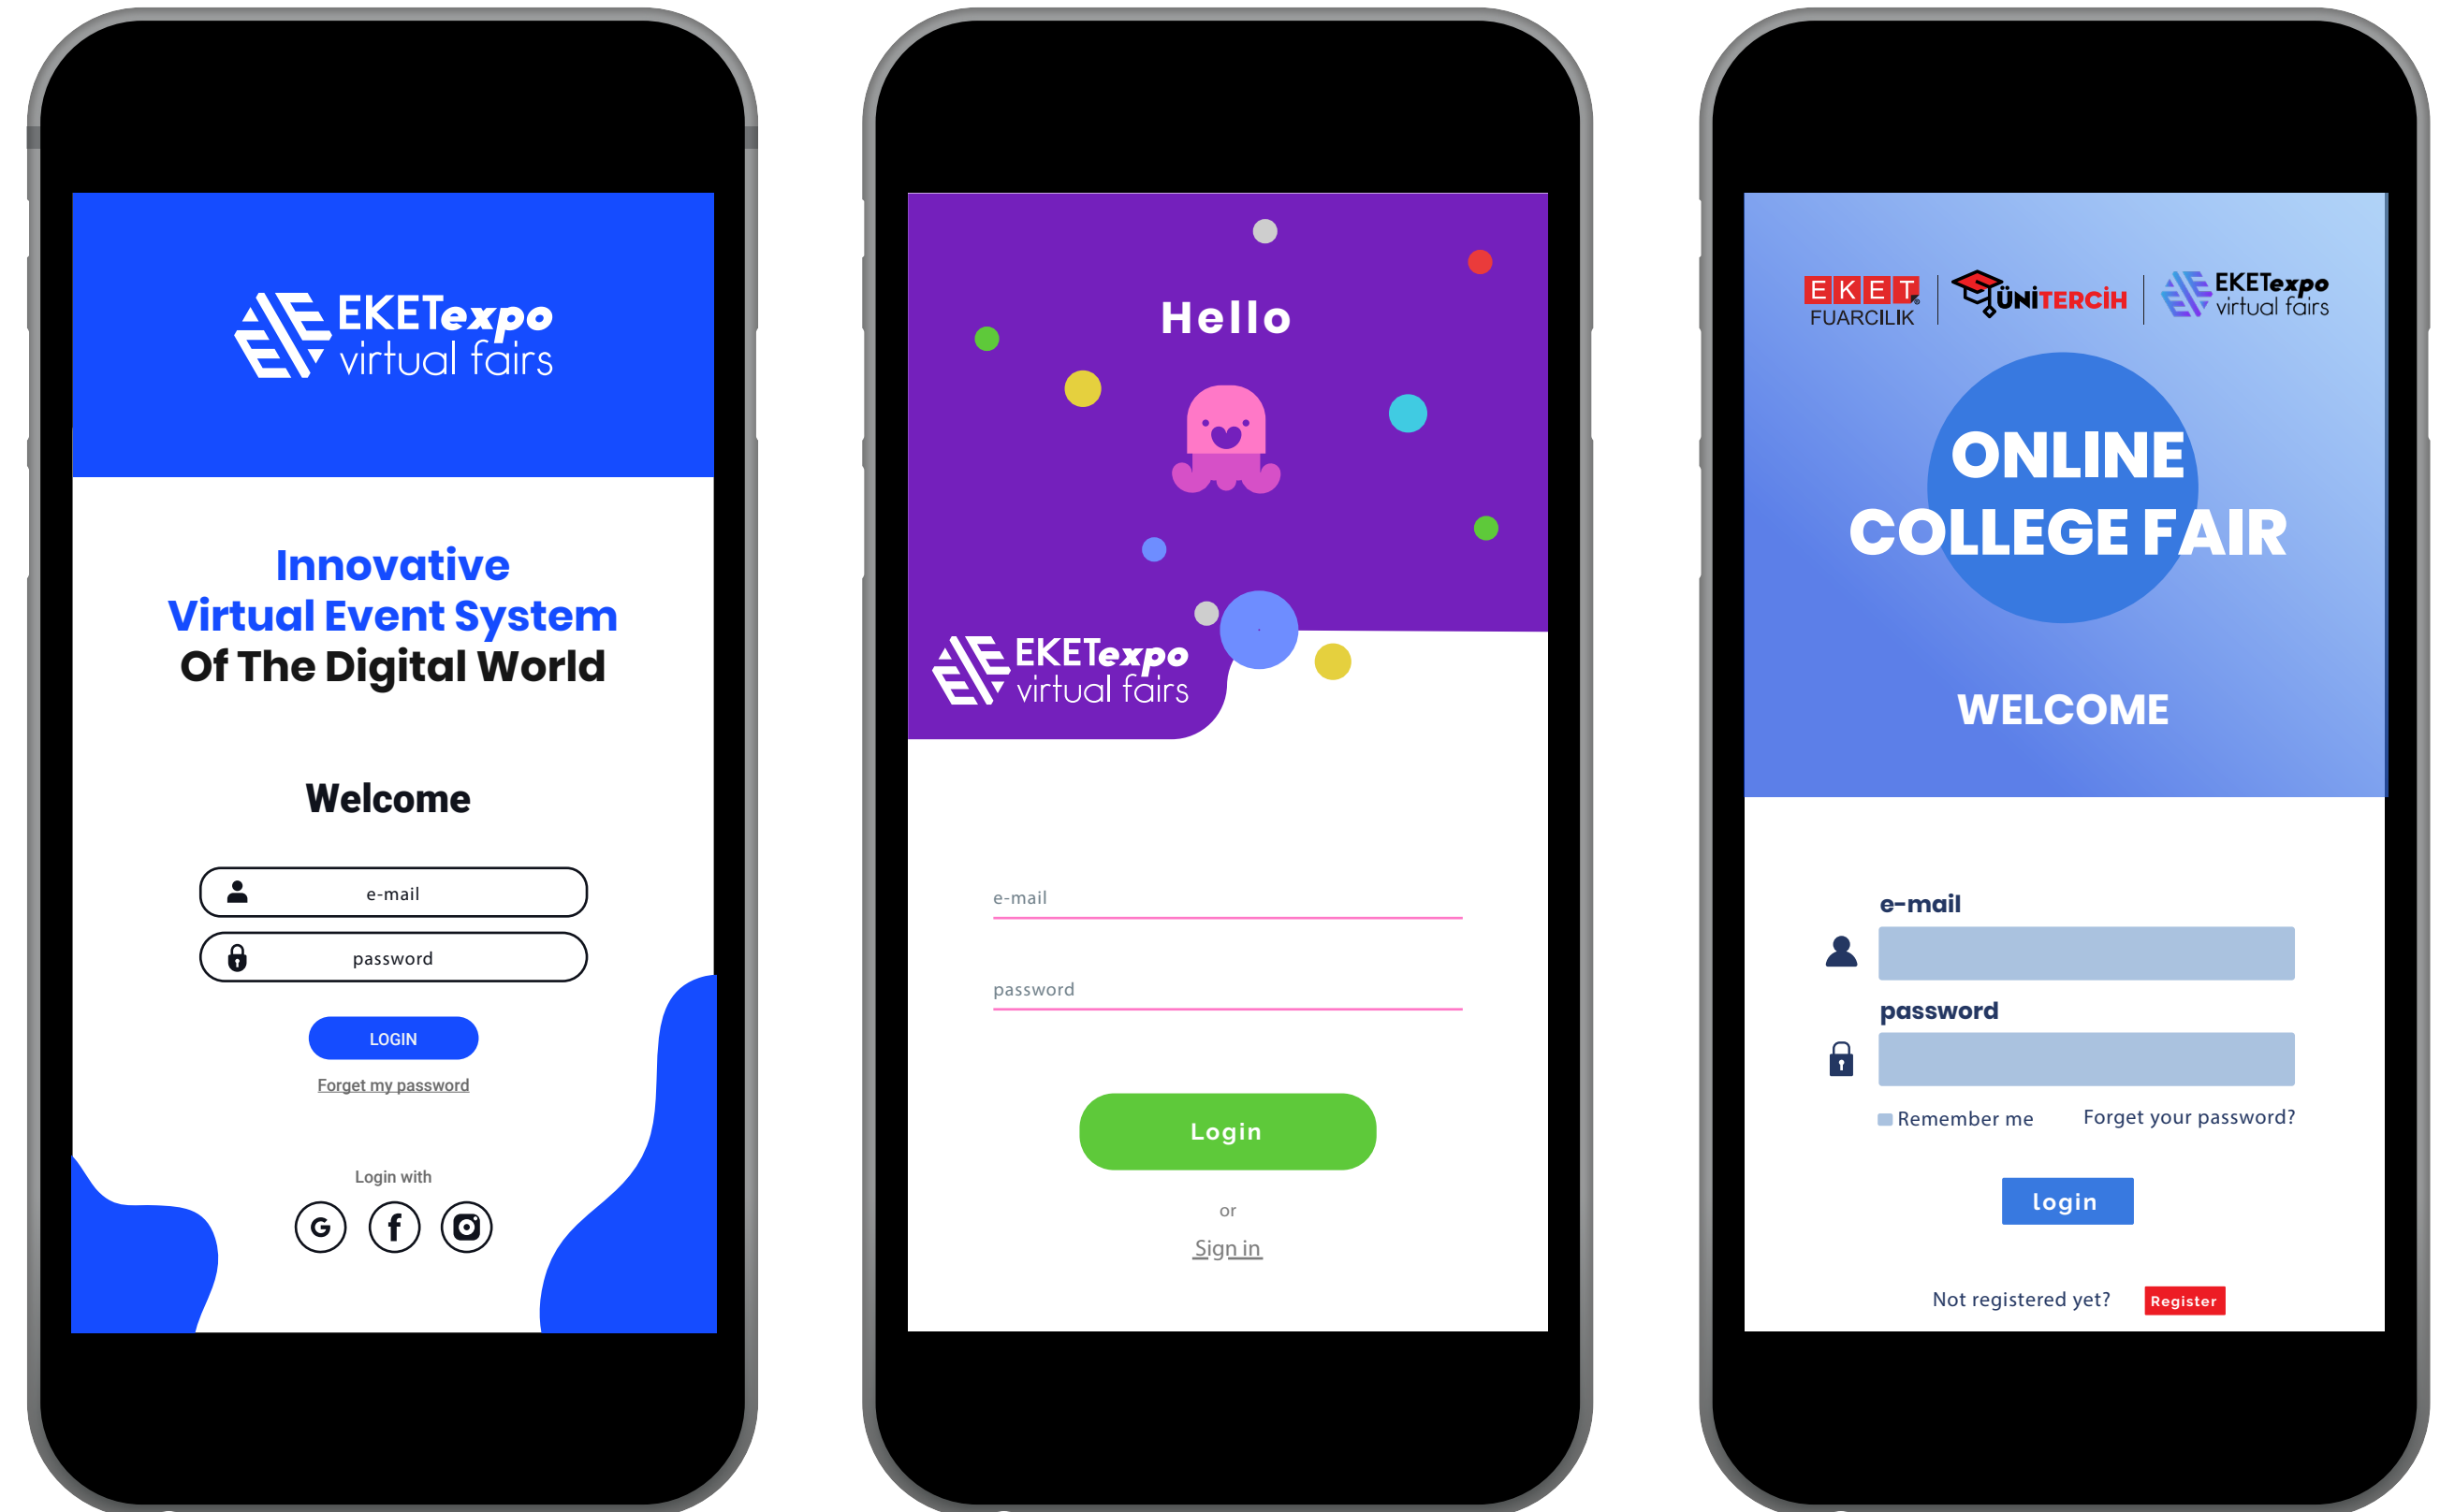 EKETexpo
virtual fairs
Innovative
Virtual Event System
Of The Digital World
Welcome
e-mail
password
LOGIN
Forget my password
Login with
G f
Hello
EKETexpo
virtual fairs
e-mail
password
Login
or
Sign in
EKET
FUARCILIK
ÜNİTERCİH
EKETexpo
virtual fairs
ONLINE
COLLEGE FAIR
WELCOME
e-mail
password
Remember me Forget your password?
login
Not registered yet? Register